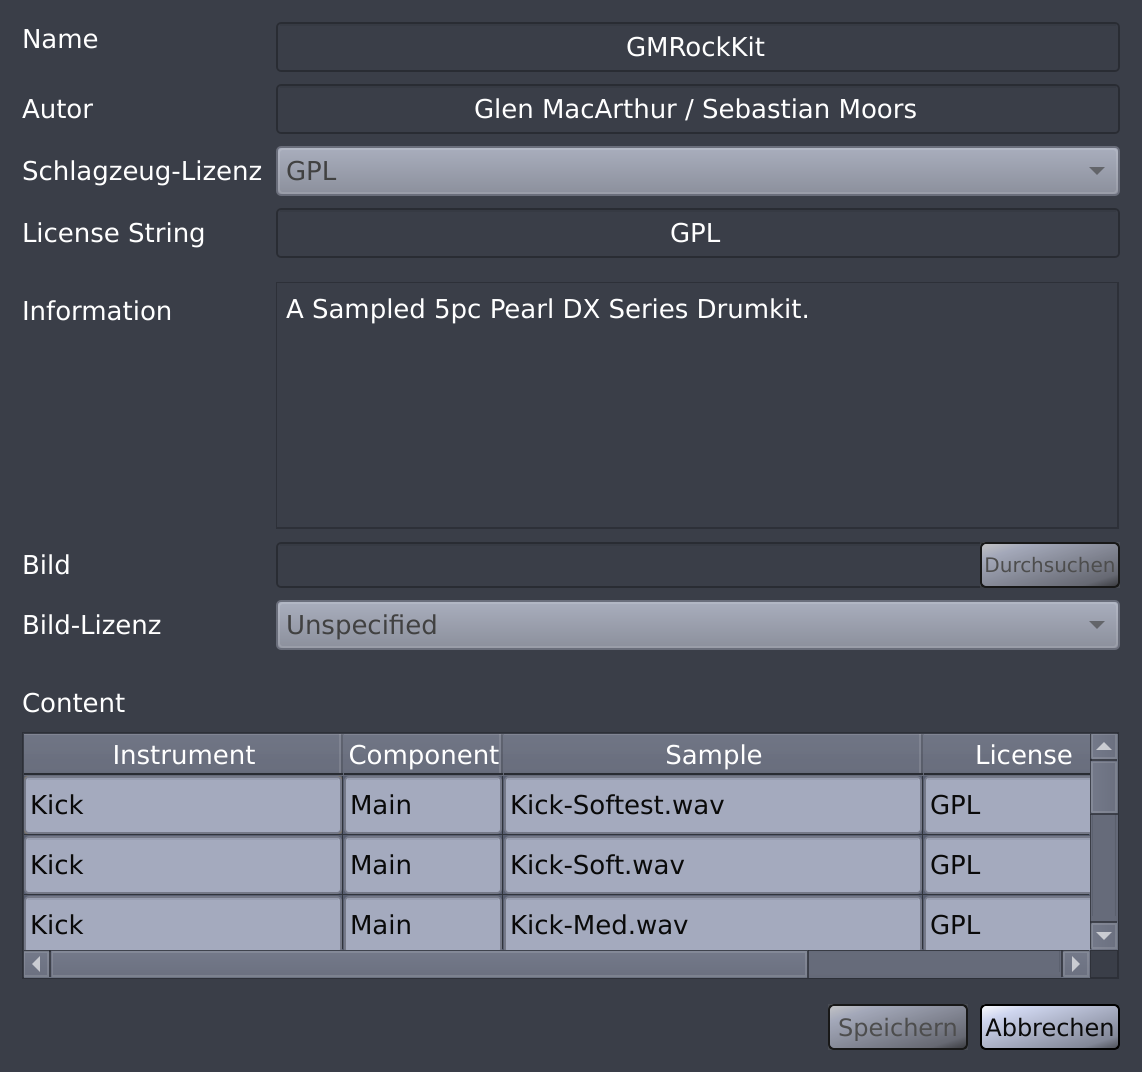 Name
GMRockKit
Autor
Glen MacArthur / Sebastian Moors
Schlagzeug-Lizenz
GPL
License String
GPL
Information
A Sampled 5pc Pearl DX Series Drumkit.
Bild
Durchsuchen
Bild-Lizenz
Unspecified
Content
Instrument Component Sample License
Kick Main Kick-Softest.wav GPL
Kick Main Kick-Soft.wav GPL
Kick Main Kick-Med.wav GPL
Speichern Abbrechen